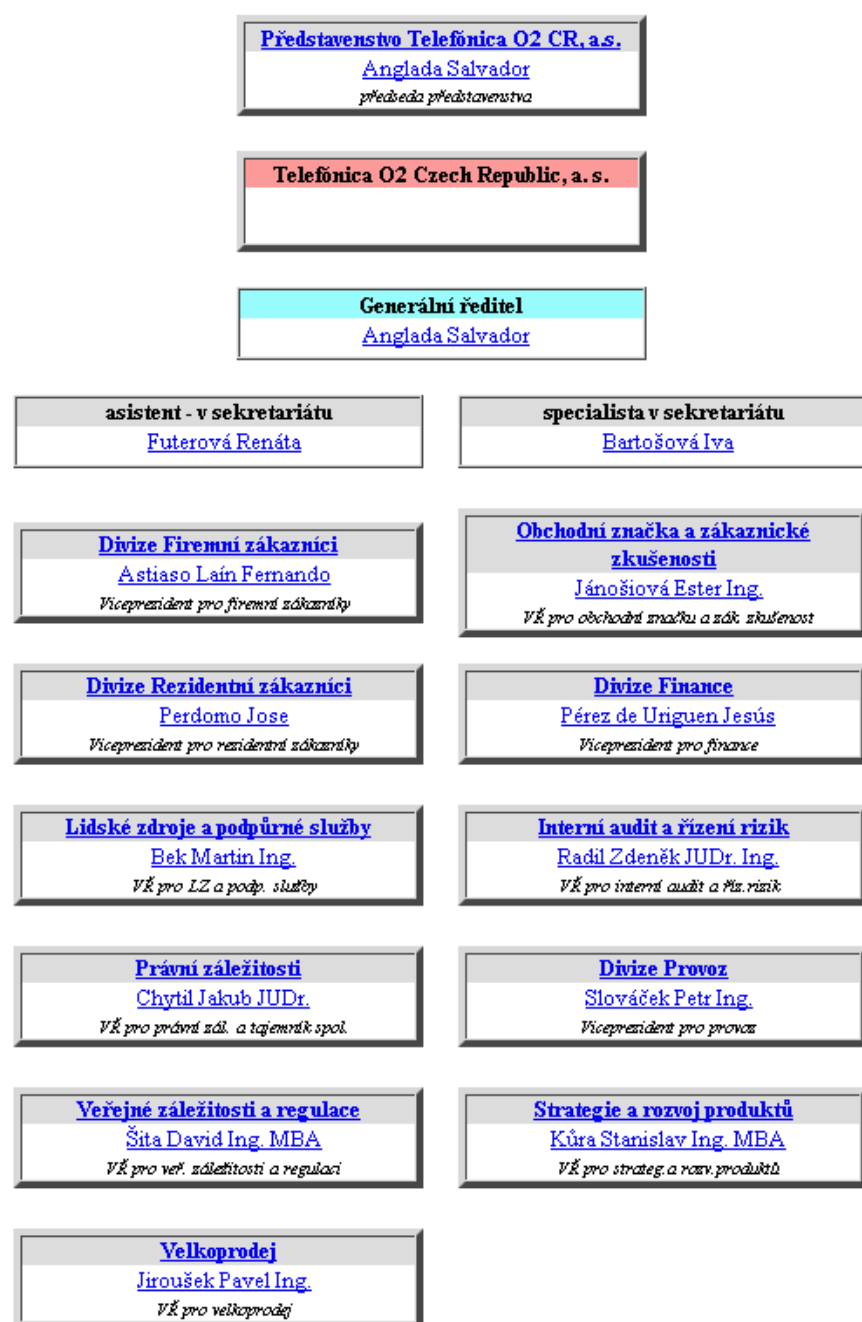 Představenstvo Telefónica O2 CR, a.s.
Anglada Salvador
předseda představenstva
Telefónica O2 Czech Republic, a. s.
Generální ředitel
Anglada Salvador
asistent - v sekretariátu
Futerová Renáta
specialista v sekretariátu
Bartošová Iva
Divize Firemní zákazníci
Astiaso Laín Fernando
Viceprezident pro firemní zákazníky
Obchodní značka a zákaznické
zkušenosti
Jánošiová Ester Ing.
VŘ pro obchodní značku a zák. zkušenost
Divize Rezidentní zákazníci
Perdomo Jose
Viceprezident pro rezidentní zákazníky
Divize Finance
Pérez de Uriguen Jesús
Viceprezident pro finance
Lidské zdroje a podpůrné služby
Bek Martin Ing.
VŘ pro LZ a podp. služby
Interní audit a řízení rizik
Radil Zdeněk JUDr. Ing.
VŘ pro interní audit a říz.rizik
Právní záležitosti
Chytil Jakub JUDr.
VŘ pro právní zál. a tajemník spol.
Divize Provoz
Slováček Petr Ing.
Viceprezident pro provoz
Veřejné záležitosti a regulace
Šita David Ing. MBA
VŘ pro veř. záležitosti a regulaci
Strategie a rozvoj produktů
Kůra Stanislav Ing. MBA
VŘ pro strateg.a rozv.produktů
Velkoprodej
Jiroušek Pavel Ing.
VŘ pro velkoprodej